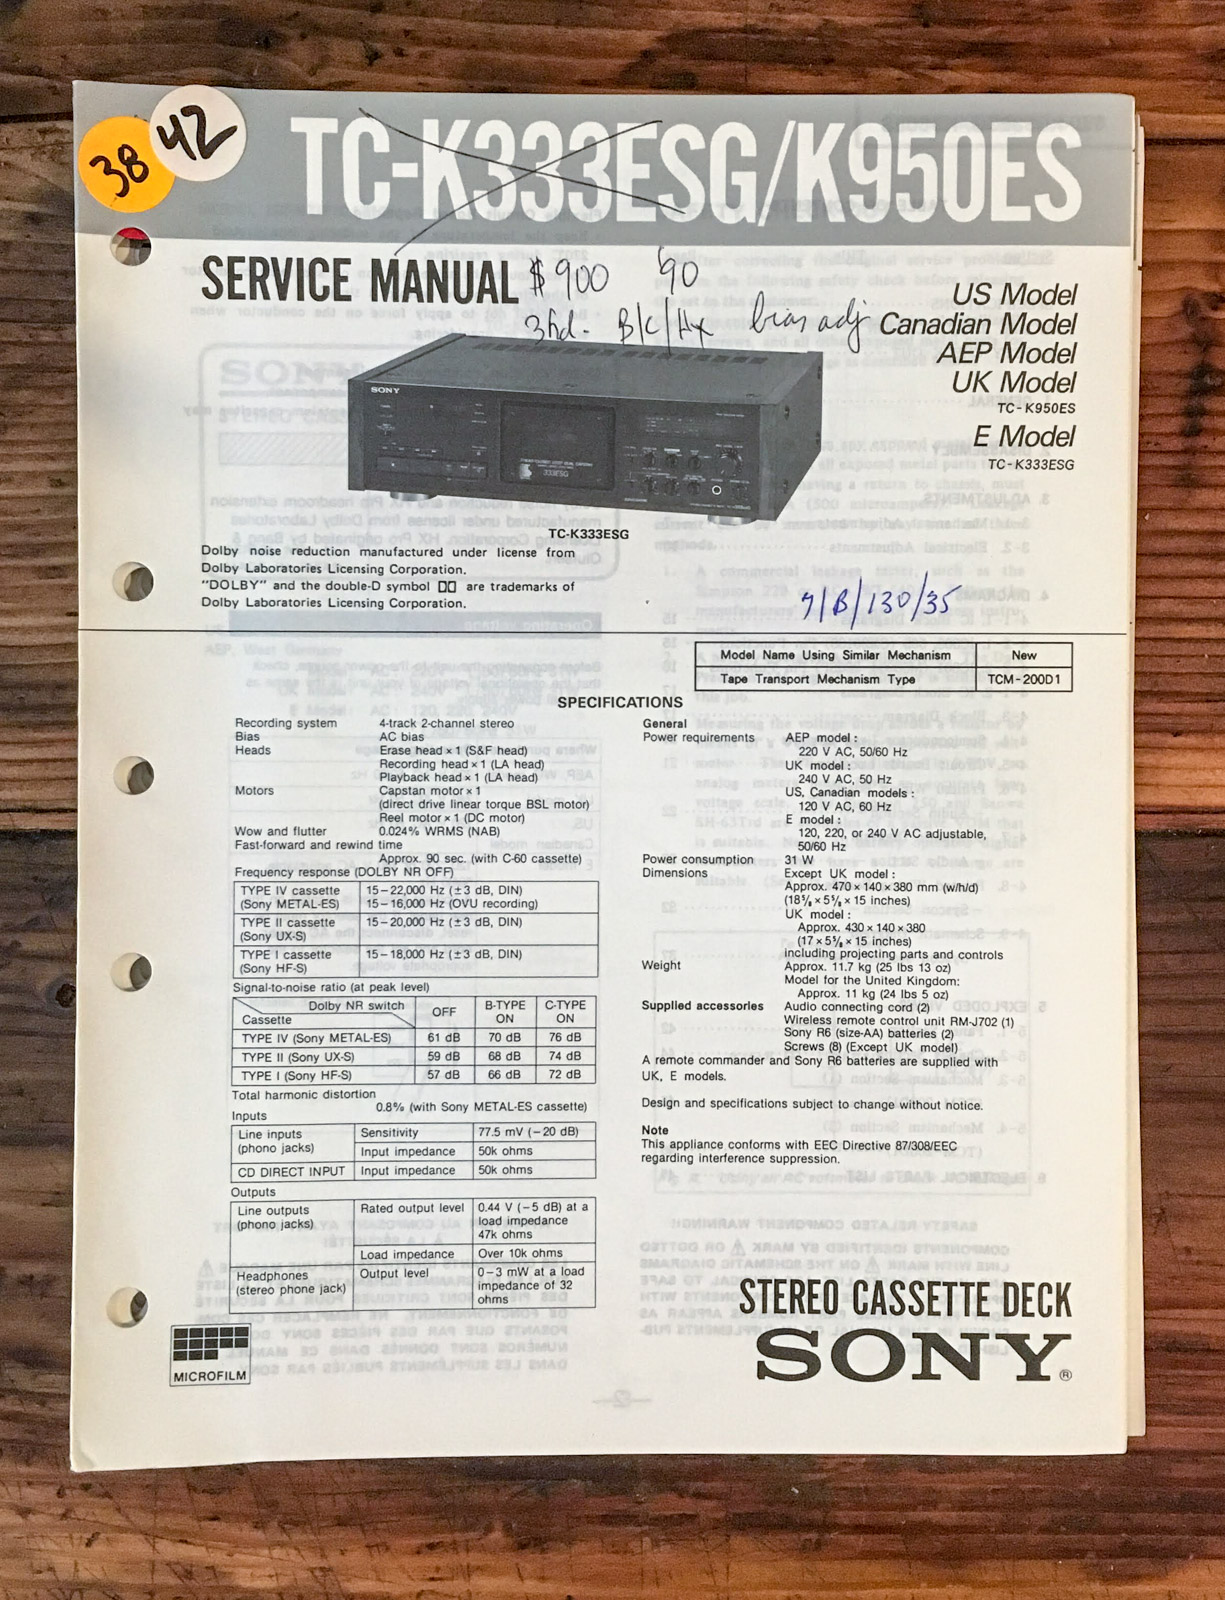 38
42
TC-K333ESG/K950ES
SERVICE MANUAL
$900 '90
3hd- B/C/Hx bias adj
US Model
Canadian Model
AEP Model
UK Model
TC-K950ES
E Model
TC-K333ESG
SONY
333ESG
TC-K333ESG
Dolby noise reduction manufactured under license from
Dolby Laboratories Licensing Corporation.
"DOLBY" and the double-D symbol are trademarks of
Dolby Laboratories Licensing Corporation.
9/B/130/35
Model Name Using Similar Mechanism New
Tape Transport Mechanism Type TCM-200D1
SPECIFICATIONS
Recording system 4-track 2-channel stereo
Bias AC bias
Heads Erase head × 1 (S&F head)
Recording head × 1 (LA head)
Playback head × 1 (LA head)
Motors Capstan motor × 1
(direct drive linear torque BSL motor)
Reel motor × 1 (DC motor)
Wow and flutter 0.024% WRMS (NAB)
Fast-forward and rewind time
Approx. 90 sec. (with C-60 cassette)
Frequency response (DOLBY NR OFF)
TYPE IV cassette 15–22,000 Hz (±3 dB, DIN)
(Sony METAL-ES) 15–16,000 Hz (OVU recording)
TYPE II cassette 15–20,000 Hz (±3 dB, DIN)
(Sony UX-S)
TYPE I cassette 15–18,000 Hz (±3 dB, DIN)
(Sony HF-S)
Signal-to-noise ratio (at peak level)
Dolby NR switch OFF B-TYPE ON C-TYPE ON
Cassette
TYPE IV (Sony METAL-ES) 61 dB 70 dB 76 dB
TYPE II (Sony UX-S) 59 dB 68 dB 74 dB
TYPE I (Sony HF-S) 57 dB 66 dB 72 dB
Total harmonic distortion
0.8% (with Sony METAL-ES cassette)
Inputs
Line inputs Sensitivity 77.5 mV (–20 dB)
(phono jacks) Input impedance 50k ohms
CD DIRECT INPUT Input impedance 50k ohms
Outputs
Line outputs Rated output level 0.44 V (–5 dB) at a
(phono jacks) load impedance
47k ohms
Load impedance Over 10k ohms
Headphones Output level 0–3 mW at a load
(stereo phone jack) impedance of 32
ohms
General
Power requirements AEP model:
220 V AC, 50/60 Hz
UK model:
240 V AC, 50 Hz
US, Canadian models:
120 V AC, 60 Hz
E model:
120, 220, or 240 V AC adjustable,
50/60 Hz
Power consumption 31 W
Dimensions Except UK model:
Approx. 470 × 140 × 380 mm (w/h/d)
(18⅝ × 5⅝ × 15 inches)
UK model:
Approx. 430 × 140 × 380
(17 × 5⅝ × 15 inches)
including projecting parts and controls
Weight Approx. 11.7 kg (25 lbs 13 oz)
Model for the United Kingdom:
Approx. 11 kg (24 lbs 5 oz)
Supplied accessories Audio connecting cord (2)
Wireless remote control unit RM-J702 (1)
Sony R6 (size-AA) batteries (2)
Screws (8) (Except UK model)
A remote commander and Sony R6 batteries are supplied with
UK, E models.
Design and specifications subject to change without notice.
Note
This appliance conforms with EEC Directive 87/308/EEC
regarding interference suppression.
MICROFILM
STEREO CASSETTE DECK
SONY®